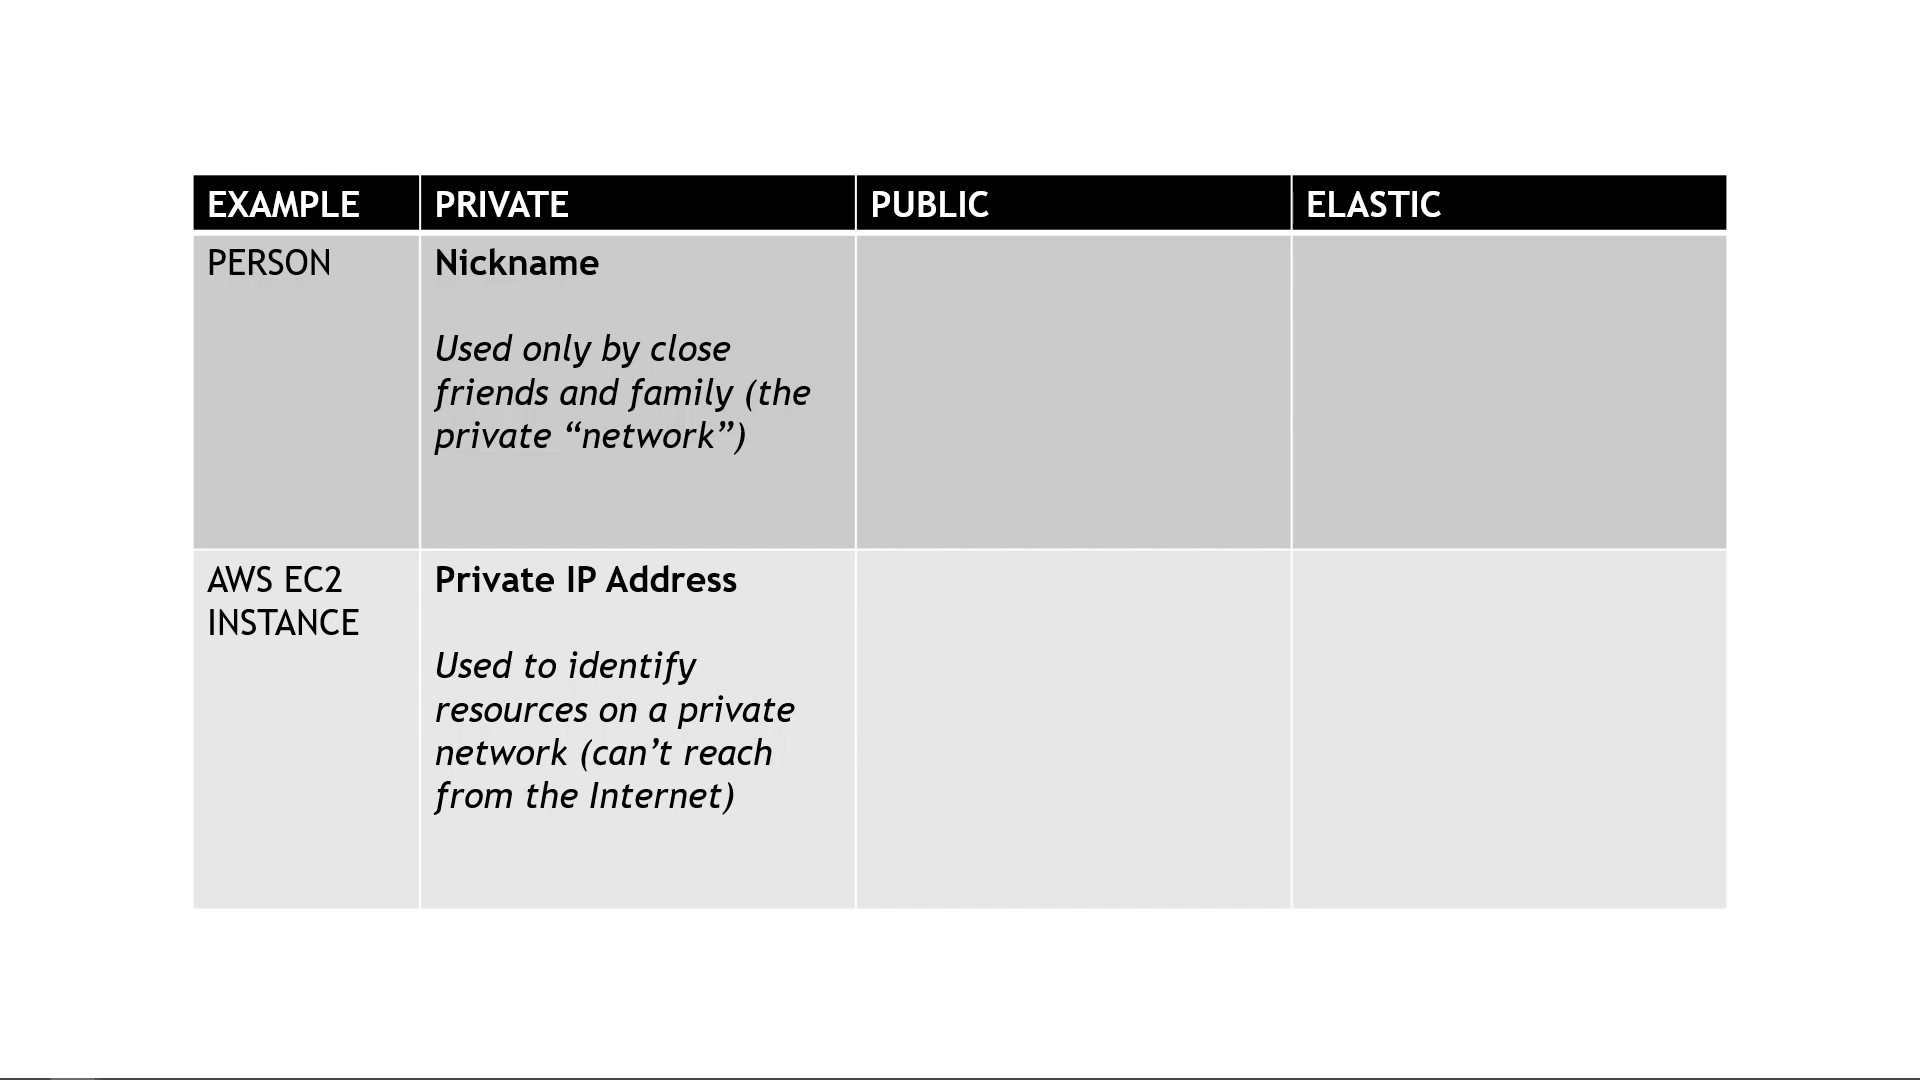 EXAMPLE PRIVATE PUBLIC ELASTIC
PERSON Nickname
Used only by close
friends and family (the
private “network”)
AWS EC2 Private IP Address
INSTANCE
Used to identify
resources on a private
network (can’t reach
from the Internet)